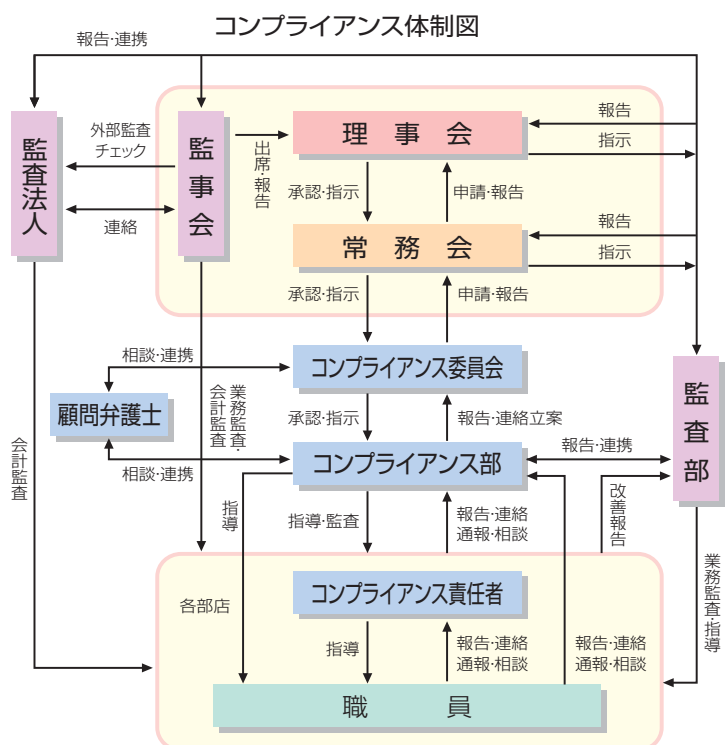 コンプライアンス体制図
報告・連携
監査法人
外部監査
チェック
連絡
監事会
出席・報告
理事会
報告
指示
承認・指示
申請・報告
常務会
報告
指示
承認・指示
申請・報告
相談・連携
コンプライアンス委員会
顧問弁護士
業務監査・
会計監査
承認・指示
報告・連絡立案
監査部
相談・連携
コンプライアンス部
報告・連携
会計監査
指導
指導・監査
報告・連絡
通報・相談
改善報告
業務監査・指導
各部店
コンプライアンス責任者
指導
報告・連絡
通報・相談
報告・連絡
通報・相談
職員